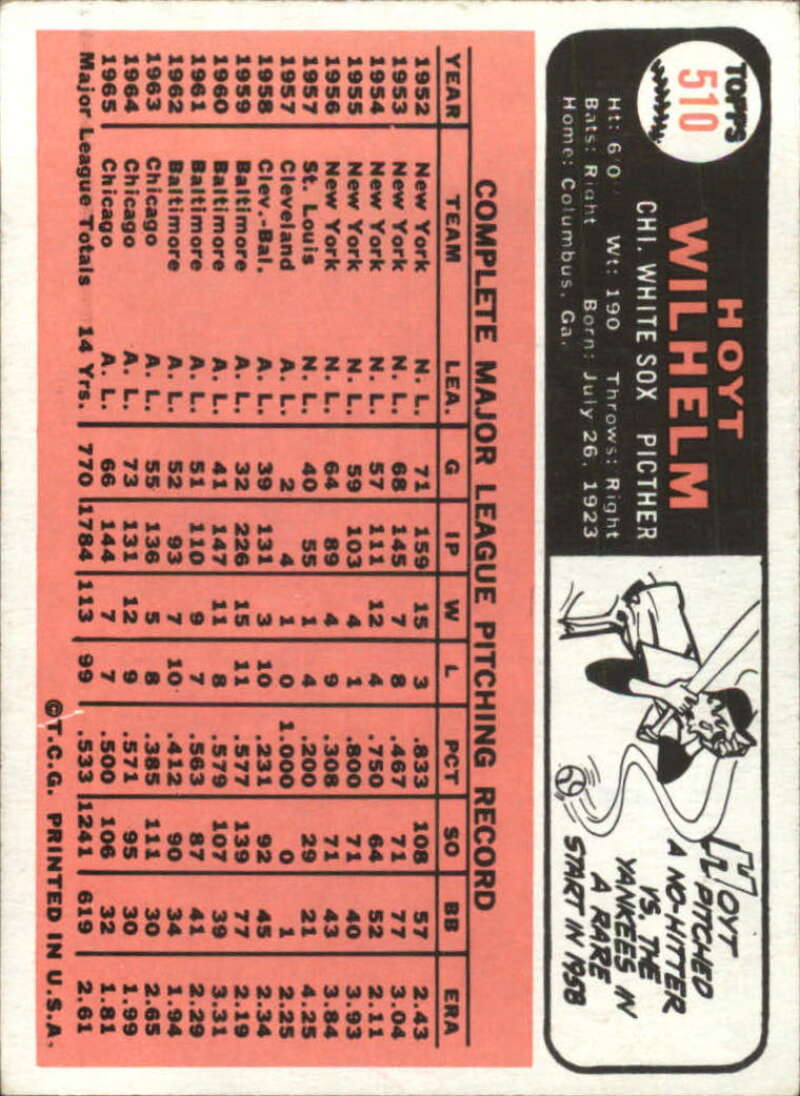 TOPPS
510
HOYT
WILHELM
CHI. WHITE SOX PICTHER
Ht: 6'0" Wt: 190 Throws: Right
Bats: Right Born: July 26, 1923
Home: Columbus, Ga.
HOYT
PITCHED
A NO-HITTER
VS. THE
YANKEES IN
A RARE
START IN 1958
COMPLETE MAJOR LEAGUE PITCHING RECORD
YEAR TEAM LEA. G IP W L PCT SO BB ERA
1952 New York N. L. 71 159 15 3 .833 108 57 2.43
1953 New York N. L. 68 145 7 8 .467 71 77 3.04
1954 New York N. L. 57 111 12 4 .750 64 52 2.11
1955 New York N. L. 59 103 4 1 .800 71 40 3.93
1956 New York N. L. 64 89 4 9 .308 71 43 3.84
1957 St. Louis N. L. 40 55 1 4 .200 29 21 4.25
1957 Cleveland A. L. 2 4 1 0 1.000 0 1 2.25
1958 Clev.-Bal. A. L. 39 131 3 10 .231 92 45 2.34
1959 Baltimore A. L. 32 226 15 11 .577 139 77 2.19
1960 Baltimore A. L. 41 147 11 8 .579 107 39 3.31
1961 Baltimore A. L. 51 110 9 7 .563 87 41 2.29
1962 Baltimore A. L. 52 93 7 10 .412 90 34 1.94
1963 Chicago A. L. 55 136 5 8 .385 111 30 2.65
1964 Chicago A. L. 73 131 12 9 .571 95 30 1.99
1965 Chicago A. L. 66 144 7 7 .500 106 32 1.81
Major League Totals 14 Yrs. 770 1784 113 99 .533 1241 619 2.61
©T.C.G. PRINTED IN U.S.A.